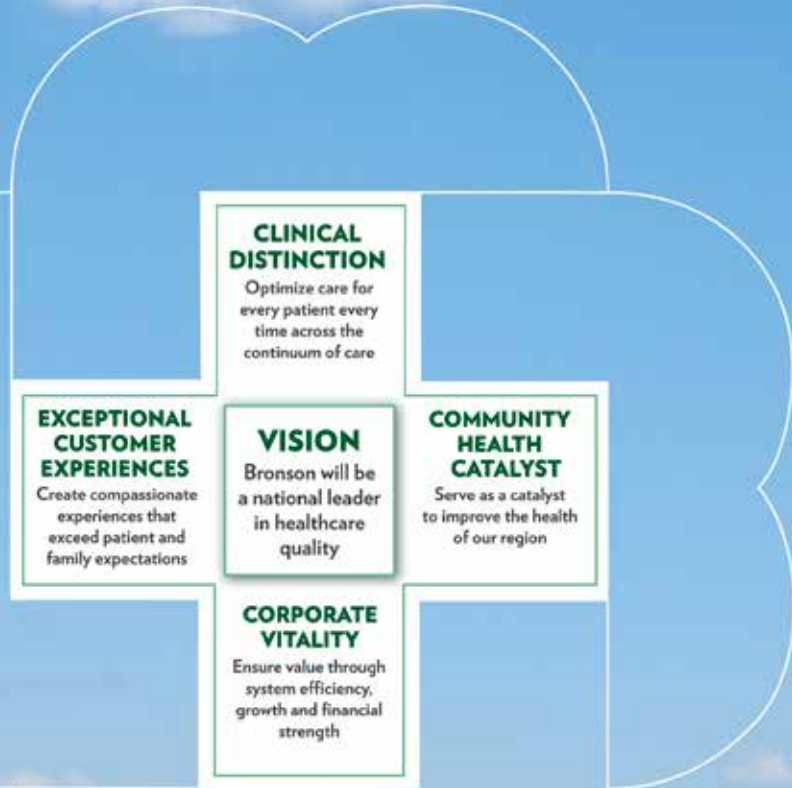 CLINICAL
DISTINCTION
Optimize care for
every patient every
time across the
continuum of care
EXCEPTIONAL
CUSTOMER
EXPERIENCES
Create compassionate
experiences that
exceed patient and
family expectations
VISION
Bronson will be
a national leader
in healthcare
quality
COMMUNITY
HEALTH
CATALYST
Serve as a catalyst
to improve the health
of our region
CORPORATE
VITALITY
Ensure value through
system efficiency,
growth and financial
strength